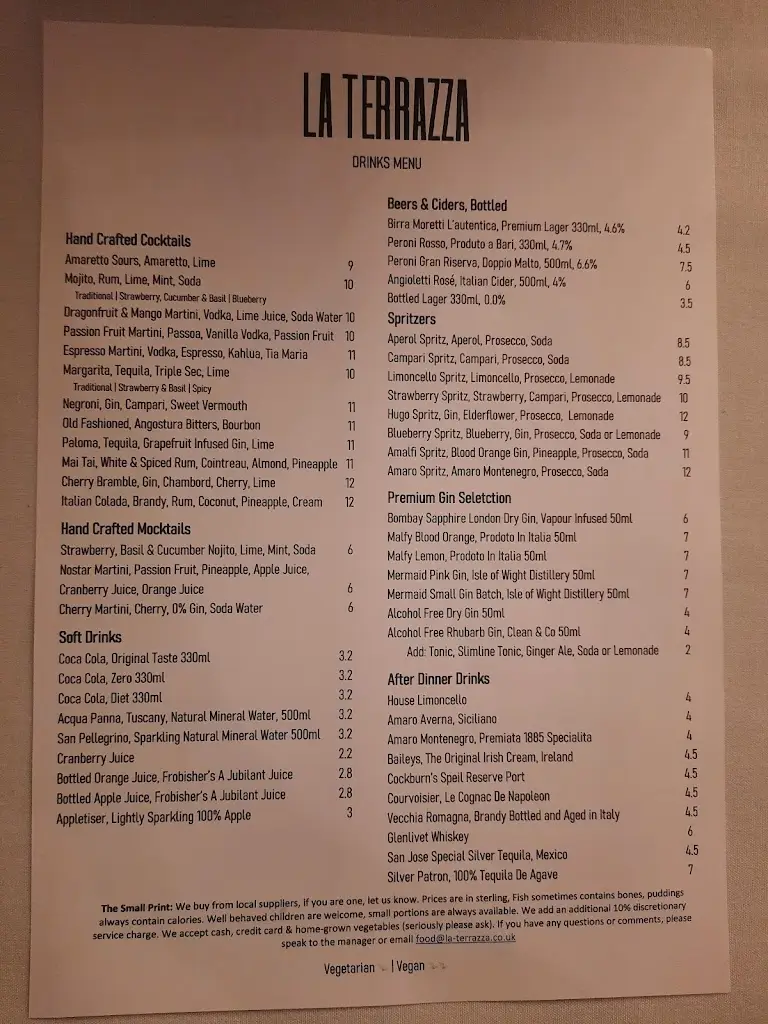 LA TERRAZZA
DRINKS MENU
Hand Crafted Cocktails
Amaretto Sours, Amaretto, Lime 9
Mojito, Rum, Lime, Mint, Soda 10
Traditional | Strawberry, Cucumber & Basil | Blueberry
Dragonfruit & Mango Martini, Vodka, Lime Juice, Soda Water 10
Passion Fruit Martini, Passoa, Vanilla Vodka, Passion Fruit 10
Espresso Martini, Vodka, Espresso, Kahlua, Tia Maria 11
Margarita, Tequila, Triple Sec, Lime 10
Traditional | Strawberry & Basil | Spicy
Negroni, Gin, Campari, Sweet Vermouth 11
Old Fashioned, Angostura Bitters, Bourbon 11
Paloma, Tequila, Grapefruit Infused Gin, Lime 11
Mai Tai, White & Spiced Rum, Cointreau, Almond, Pineapple 11
Cherry Bramble, Gin, Chambord, Cherry, Lime 12
Italian Colada, Brandy, Rum, Coconut, Pineapple, Cream 12
Hand Crafted Mocktails
Strawberry, Basil & Cucumber Nojito, Lime, Mint, Soda 6
Nostar Martini, Passion Fruit, Pineapple, Apple Juice,
Cranberry Juice, Orange Juice 6
Cherry Martini, Cherry, 0% Gin, Soda Water 6
Soft Drinks
Coca Cola, Original Taste 330ml 3.2
Coca Cola, Zero 330ml 3.2
Coca Cola, Diet 330ml 3.2
Acqua Panna, Tuscany, Natural Mineral Water, 500ml 3.2
San Pellegrino, Sparkling Natural Mineral Water 500ml 3.2
Cranberry Juice 2.2
Bottled Orange Juice, Frobisher's A Jubilant Juice 2.8
Bottled Apple Juice, Frobisher's A Jubilant Juice 2.8
Appletiser, Lightly Sparkling 100% Apple 3
Beers & Ciders, Bottled
Birra Moretti L'autentica, Premium Lager 330ml, 4.6% 4.2
Peroni Rosso, Produto a Bari, 330ml, 4.7% 4.5
Peroni Gran Riserva, Doppio Malto, 500ml, 6.6% 7.5
Angioletti Rosé, Italian Cider, 500ml, 4% 6
Bottled Lager 330ml, 0.0% 3.5
Spritzers
Aperol Spritz, Aperol, Prosecco, Soda 8.5
Campari Spritz, Campari, Prosecco, Soda 8.5
Limoncello Spritz, Limoncello, Prosecco, Lemonade 9.5
Strawberry Spritz, Strawberry, Campari, Prosecco, Lemonade 10
Hugo Spritz, Gin, Elderflower, Prosecco, Lemonade 12
Blueberry Spritz, Blueberry, Gin, Prosecco, Soda or Lemonade 9
Amalfi Spritz, Blood Orange Gin, Pineapple, Prosecco, Soda 11
Amaro Spritz, Amaro Montenegro, Prosecco, Soda 12
Premium Gin Seletction
Bombay Sapphire London Dry Gin, Vapour Infused 50ml 6
Malfy Blood Orange, Prodoto In Italia 50ml 7
Malfy Lemon, Prodoto In Italia 50ml 7
Mermaid Pink Gin, Isle of Wight Distillery 50ml 7
Mermaid Small Gin Batch, Isle of Wight Distillery 50ml 7
Alcohol Free Dry Gin 50ml 4
Alcohol Free Rhubarb Gin, Clean & Co 50ml 4
Add: Tonic, Slimline Tonic, Ginger Ale, Soda or Lemonade 2
After Dinner Drinks
House Limoncello 4
Amaro Averna, Siciliano 4
Amaro Montenegro, Premiata 1885 Specialita 4
Baileys, The Original Irish Cream, Ireland 4.5
Cockburn's Speil Reserve Port 4.5
Courvoisier, Le Cognac De Napoleon 4.5
Vecchia Romagna, Brandy Bottled and Aged in Italy 4.5
Glenlivet Whiskey 6
San Jose Special Silver Tequila, Mexico 4.5
Silver Patron, 100% Tequila De Agave 7
The Small Print: We buy from local suppliers, if you are one, let us know. Prices are in sterling, Fish sometimes contains bones, puddings
always contain calories. Well behaved children are welcome, small portions are always available. We add an additional 10% discretionary
service charge. We accept cash, credit card & home-grown vegetables (seriously please ask). If you have any questions or comments, please
speak to the manager or email food@la-terrazza.co.uk
Vegetarian | Vegan